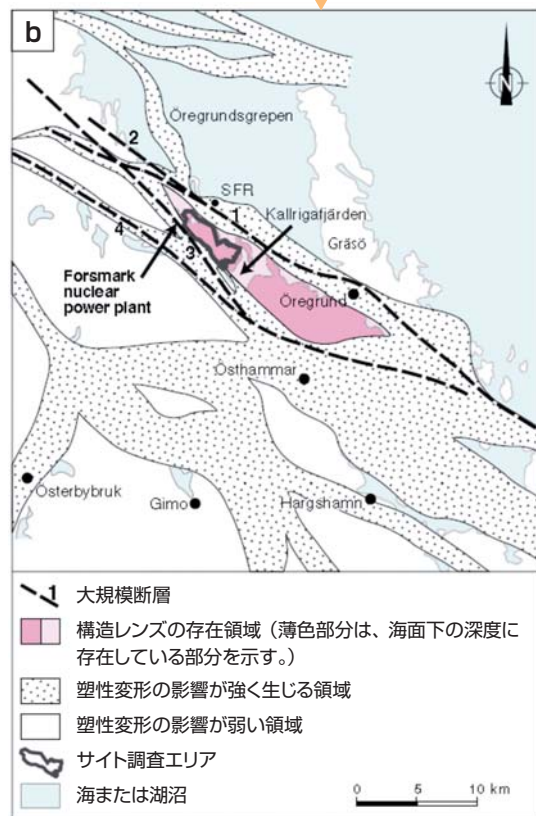 b
N
Öregrundsgrepen
2
SFR
1
Kallrigafjärden
Gräsö
4
3
Forsmark
nuclear
power plant
Öregrund
Östhammar
Österbybruk
Gimo
Hargshamn
1 大規模断層
構造レンズの存在領域（薄色部分は、海面下の深度に
存在している部分を示す。）
塑性変形の影響が強く生じる領域
塑性変形の影響が弱い領域
サイト調査エリア
海または湖沼
0 5 10 km